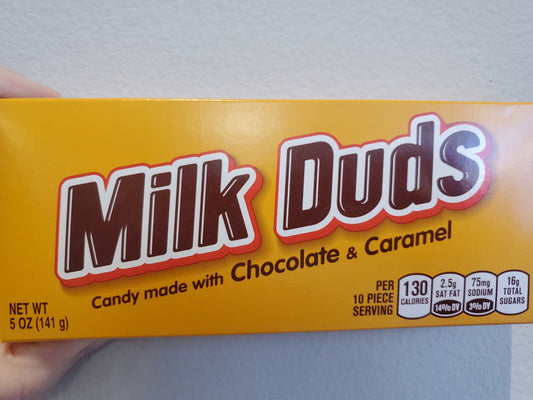 Milk Duds
Candy made with Chocolate & Caramel
NET WT
5 OZ (141 g)
PER
10 PIECE
SERVING
130
CALORIES
2.5g
SAT FAT
14% DV
75mg
SODIUM
3% DV
16g
TOTAL
SUGARS